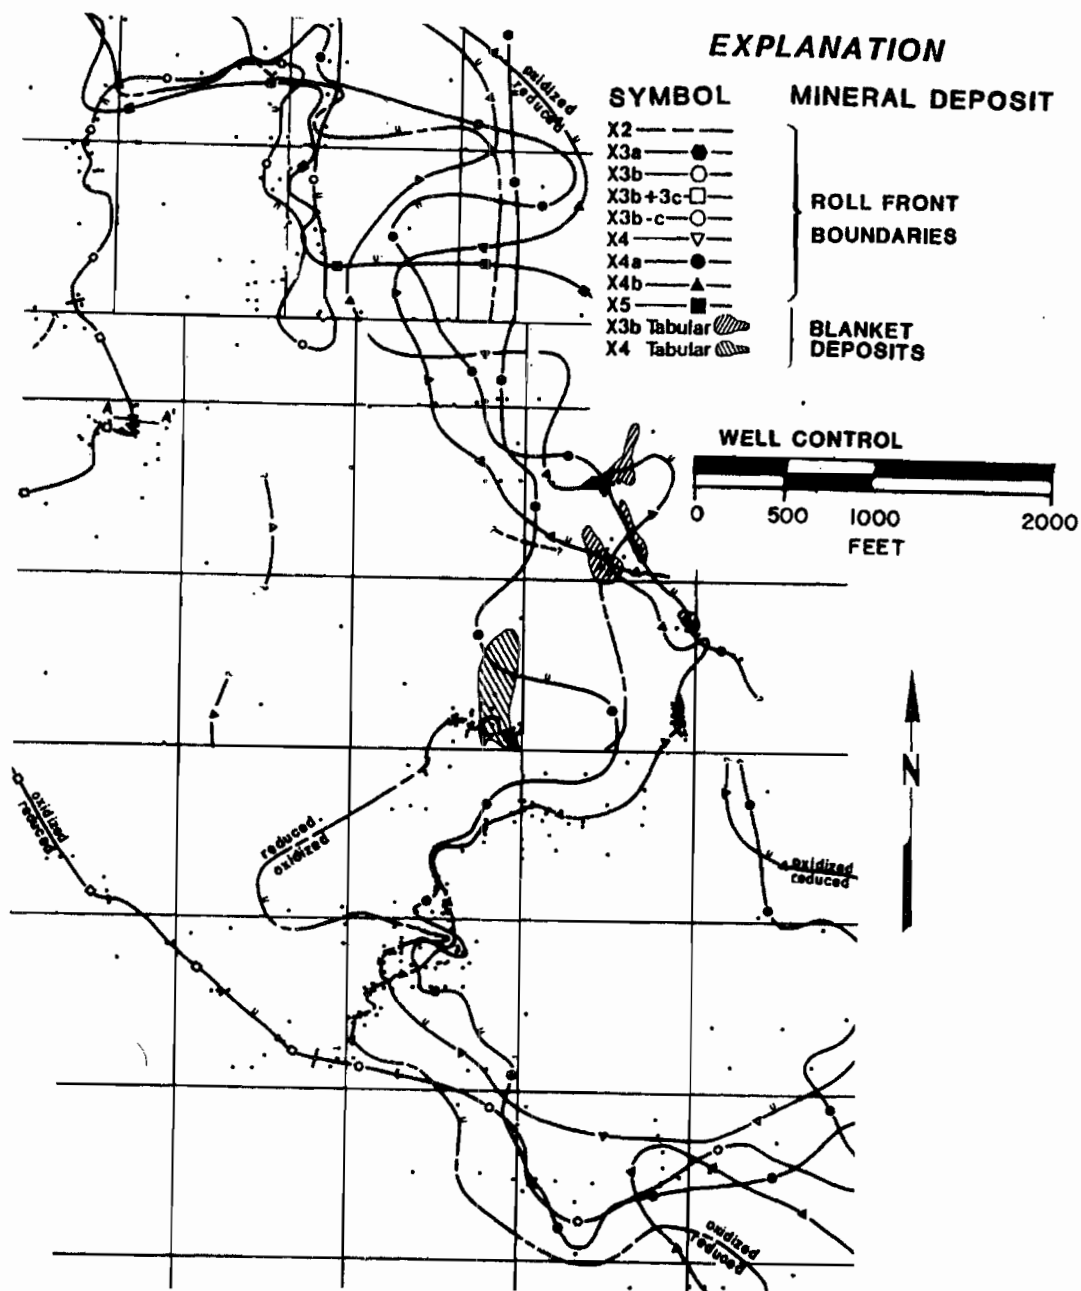 EXPLANATION
SYMBOL MINERAL DEPOSIT
X2
X3a
X3b
X3b+3c
X3b-c
X4
X4a
X4b
X5
X3b Tabular
X4 Tabular
ROLL FRONT
BOUNDARIES
BLANKET
DEPOSITS
oxidized
reduced
A A'
WELL CONTROL
0 500 1000 2000
FEET
N
oxidized
reduced
reduced
oxidized
oxidized
reduced
oxidized
reduced